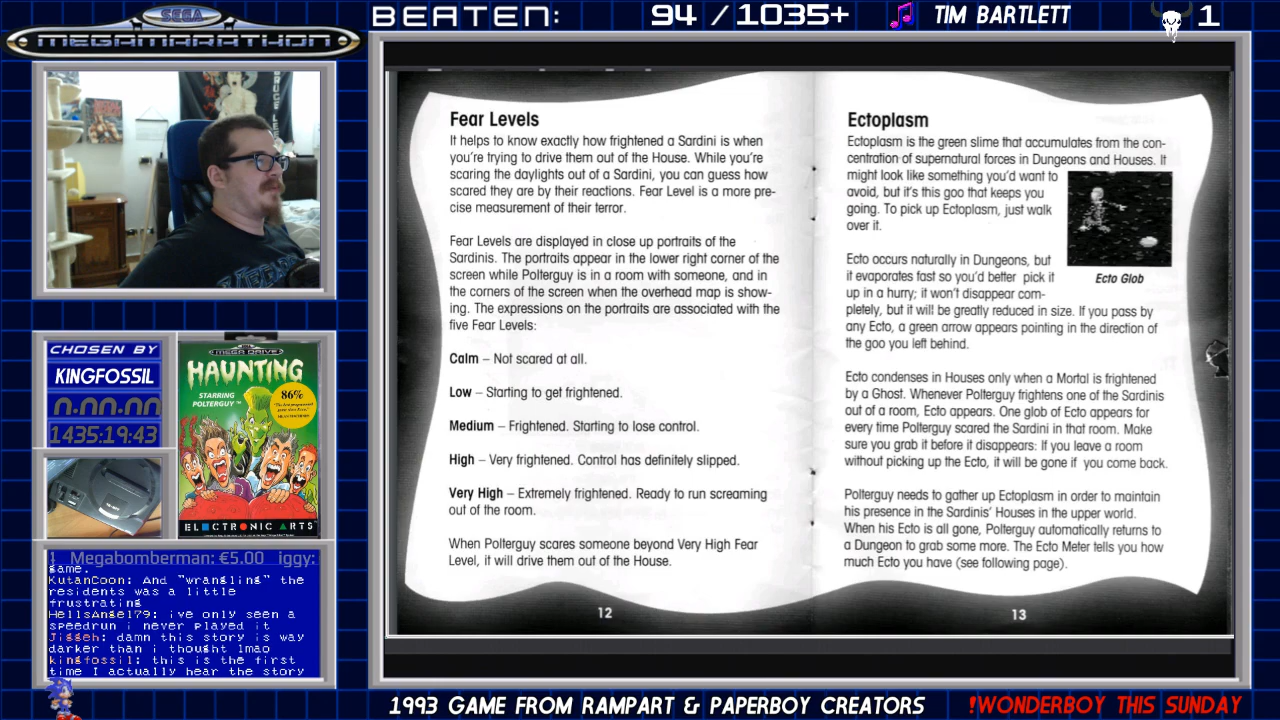 SEGA
MEGAMARATHON
BEATEN:
94 / 1035+
TIM BARTLETT
1
CHOSEN BY
KINGFOSSIL
0:00:00
1435:19:43
MEGA DRIVE
HAUNTING
STARRING
POLTERGUY™
86%
ELECTRONIC ARTS
Megabomberman: €5.00 iggy:
game.
KutanCoon: And "wrangling" the
residents was a little
frustrating
HellsAngel79: ive only seen a
speedrun i never played it
Jiggeh: damn this story is way
darker than i thought lmao
kingfossil: this is the first
time I actually hear the story
Fear Levels
It helps to know exactly how frightened a Sardini is when
you're trying to drive them out of the House. While you're
scaring the daylights out of a Sardini, you can guess how
scared they are by their reactions. Fear Level is a more pre-
cise measurement of their terror.
Fear Levels are displayed in close up portraits of the
Sardinis. The portraits appear in the lower right corner of the
screen while Polterguy is in a room with someone, and in
the corners of the screen when the overhead map is show-
ing. The expressions on the portraits are associated with the
five Fear Levels:
Calm – Not scared at all.
Low – Starting to get frightened.
Medium – Frightened. Starting to lose control.
High – Very frightened. Control has definitely slipped.
Very High – Extremely frightened. Ready to run screaming
out of the room.
When Polterguy scares someone beyond Very High Fear
Level, it will drive them out of the House.
12
Ectoplasm
Ectoplasm is the green slime that accumulates from the con-
centration of supernatural forces in Dungeons and Houses. It
might look like something you'd want to
avoid, but it's this goo that keeps you
going. To pick up Ectoplasm, just walk
over it.
Ecto Glob
Ecto occurs naturally in Dungeons, but
it evaporates fast so you'd better pick it
up in a hurry; it won't disappear com-
pletely, but it will be greatly reduced in size. If you pass by
any Ecto, a green arrow appears pointing in the direction of
the goo you left behind.
Ecto condenses in Houses only when a Mortal is frightened
by a Ghost. Whenever Polterguy frightens one of the Sardinis
out of a room, Ecto appears. One glob of Ecto appears for
every time Polterguy scared the Sardini in that room. Make
sure you grab it before it disappears: If you leave a room
without picking up the Ecto, it will be gone if you come back.
Polterguy needs to gather up Ectoplasm in order to maintain
his presence in the Sardinis' Houses in the upper world.
When his Ecto is all gone, Polterguy automatically returns to
a Dungeon to grab some more. The Ecto Meter tells you how
much Ecto you have (see following page).
13
1993 GAME FROM RAMPART & PAPERBOY CREATORS
!WONDERBOY THIS SUNDAY